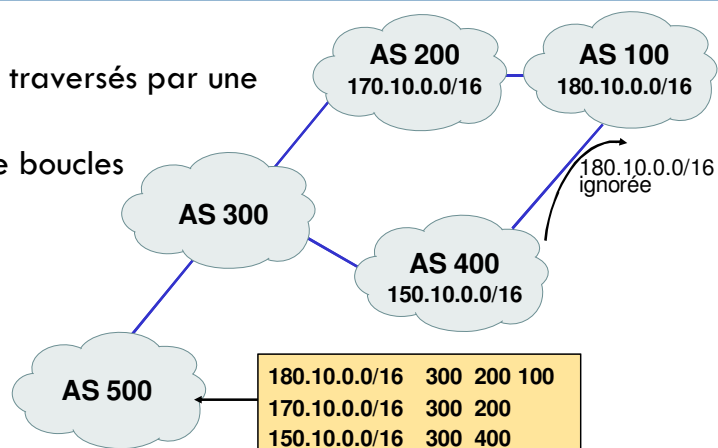 traversés par une
e boucles
AS 200
170.10.0.0/16
AS 100
180.10.0.0/16
180.10.0.0/16
ignorée
AS 300
AS 400
150.10.0.0/16
AS 500
180.10.0.0/16 300 200 100
170.10.0.0/16 300 200
150.10.0.0/16 300 400